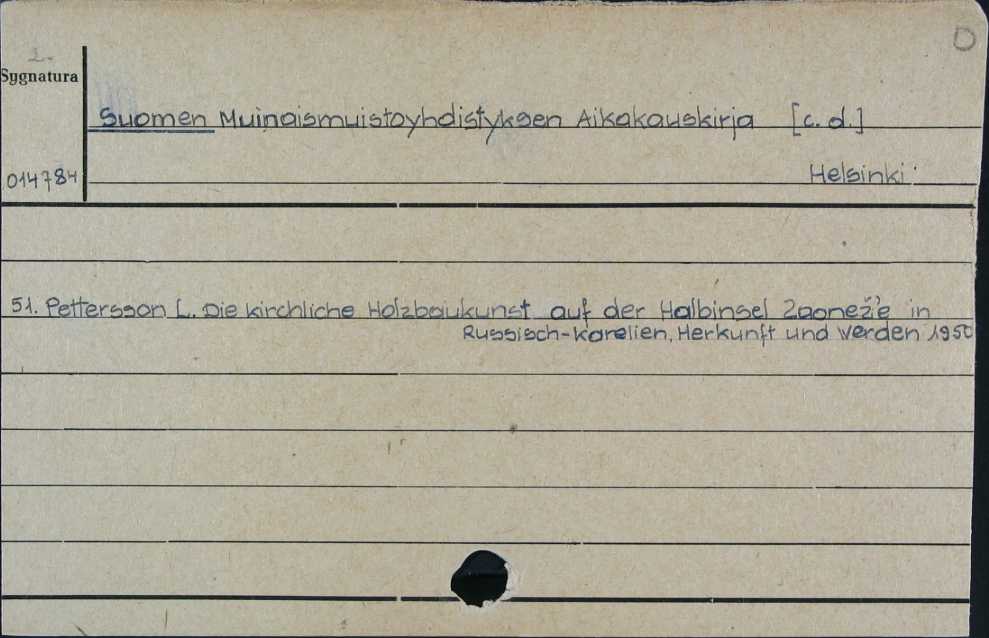 D
2.
Sygnatura
Suomen Muinaismuistoyhdistyksen Aikakauskirja [c. d.]
014784
Helsinki
51. Pettersson L. Die kirchliche Holzbaukunst auf der Halbinsel Zaonež'e in
Russisch-Karelien, Herkunft und Werden 1950